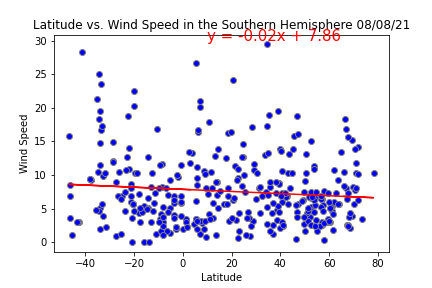 Latitude vs. Wind Speed in the Southern Hemisphere 08/08/21
y = -0.02x + 7.86
30
25
20
15
10
5
0
Wind Speed
−40 −20 0 20 40 60 80
Latitude